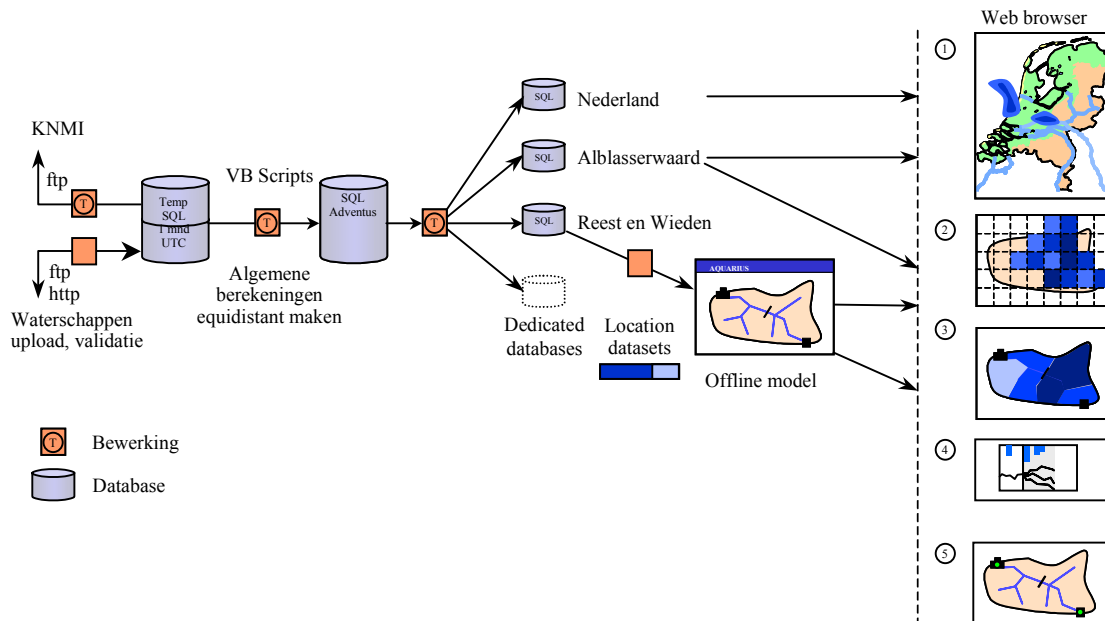 Web browser
1
KNMI
ftp
T
Temp
SQL
1 mnd
UTC
ftp
http
Waterschappen
upload, validatie
VB Scripts
T
Algemene
berekeningen
equidistant maken
SQL
Adventus
T
SQL
Nederland
SQL
Alblasserwaard
SQL
Reest en Wieden
Dedicated
databases
Location
datasets
AQUARIUS
Offline model
2
3
4
5
T
Bewerking
Database